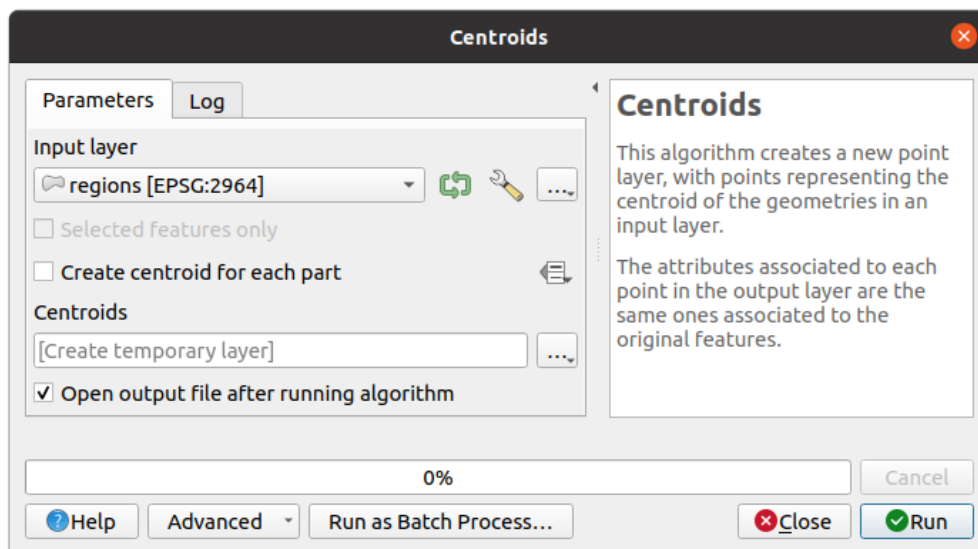 Centroids
Parameters
Log
Input layer
regions [EPSG:2964]
...
Selected features only
Create centroid for each part
Centroids
[Create temporary layer]
...
Open output file after running algorithm
Centroids
This algorithm creates a new point
layer, with points representing the
centroid of the geometries in an
input layer.
The attributes associated to each
point in the output layer are the
same ones associated to the
original features.
0%
Cancel
Help
Advanced
Run as Batch Process...
Close
Run